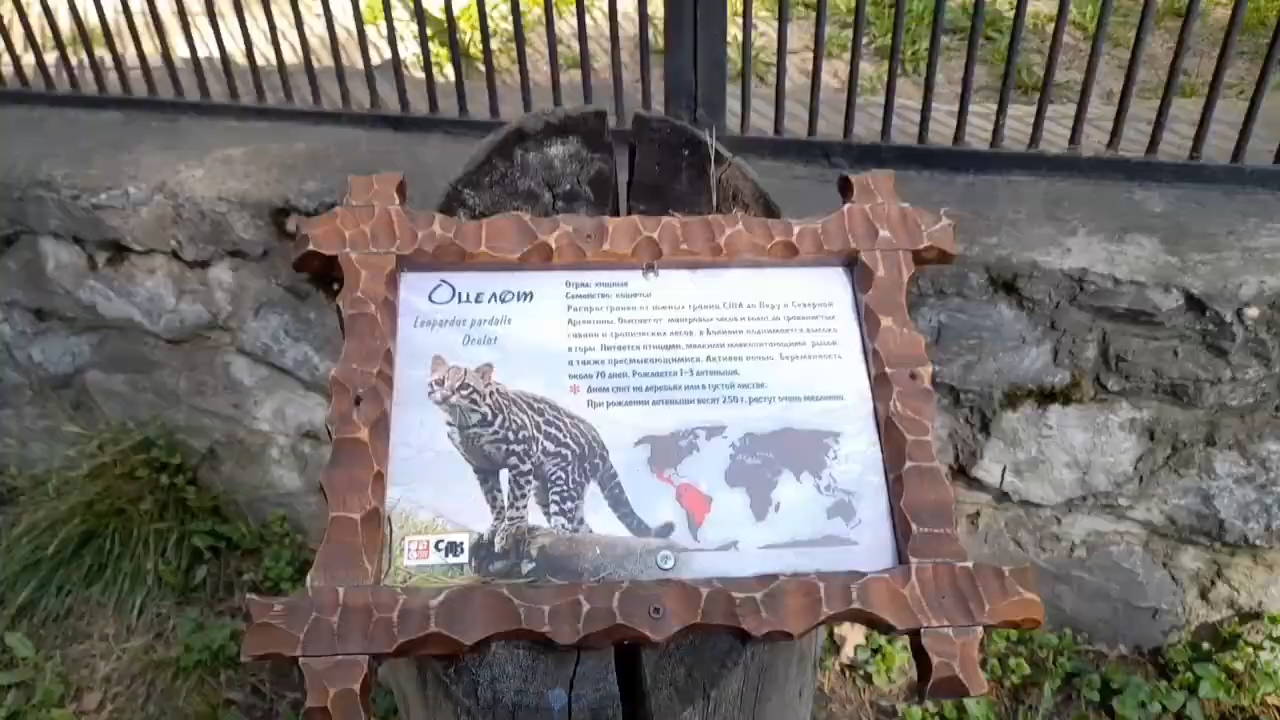 Оцелот
Leopardus pardalis
Ocelot
Отряд: хищные
Семейство: кошачьи
Распространен от южных границ США до Перу и Северной
Аргентины. Обитает от мангровых лесов и болот до травянистых
саванн и тропических лесов, в Боливии поднимается высоко
в горы. Питается птицами, мелкими млекопитающими, рыбой,
а также пресмыкающимися. Активен ночью. Беременность
около 70 дней. Рождается 1-3 детеныша.
* Днем спит на деревьях или в густой листве.
При рождении детеныши весят 250 г, растут очень медленно.